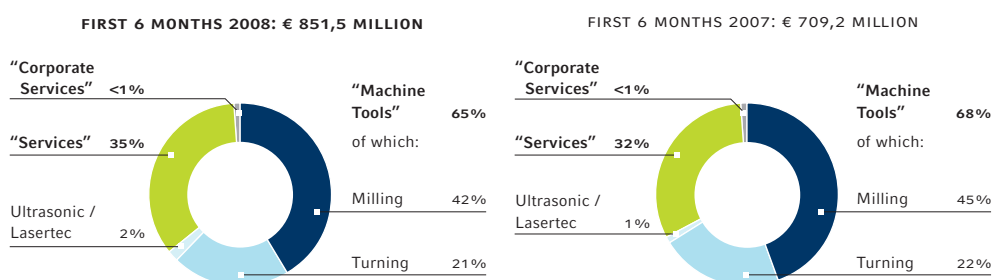 FIRST 6 MONTHS 2008: € 851,5 MILLION
“Corporate
Services” <1%
“Machine
Tools” 65%
“Services” 35%
of which:
Milling 42%
Ultrasonic /
Lasertec 2%
Turning 21%
FIRST 6 MONTHS 2007: € 709,2 MILLION
“Corporate
Services” <1%
“Machine
Tools” 68%
“Services” 32%
of which:
Milling 45%
Ultrasonic /
Lasertec 1%
Turning 22%